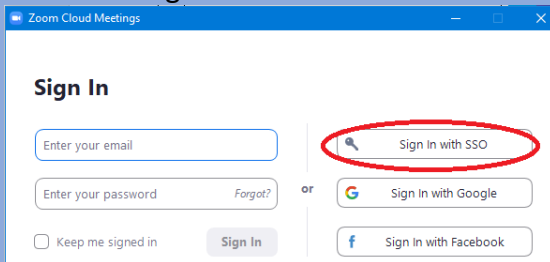 Zoom Cloud Meetings
Sign In
Enter your email
Sign In with SSO
Enter your password Forgot?
or
Sign In with Google
Keep me signed in
Sign In
Sign In with Facebook